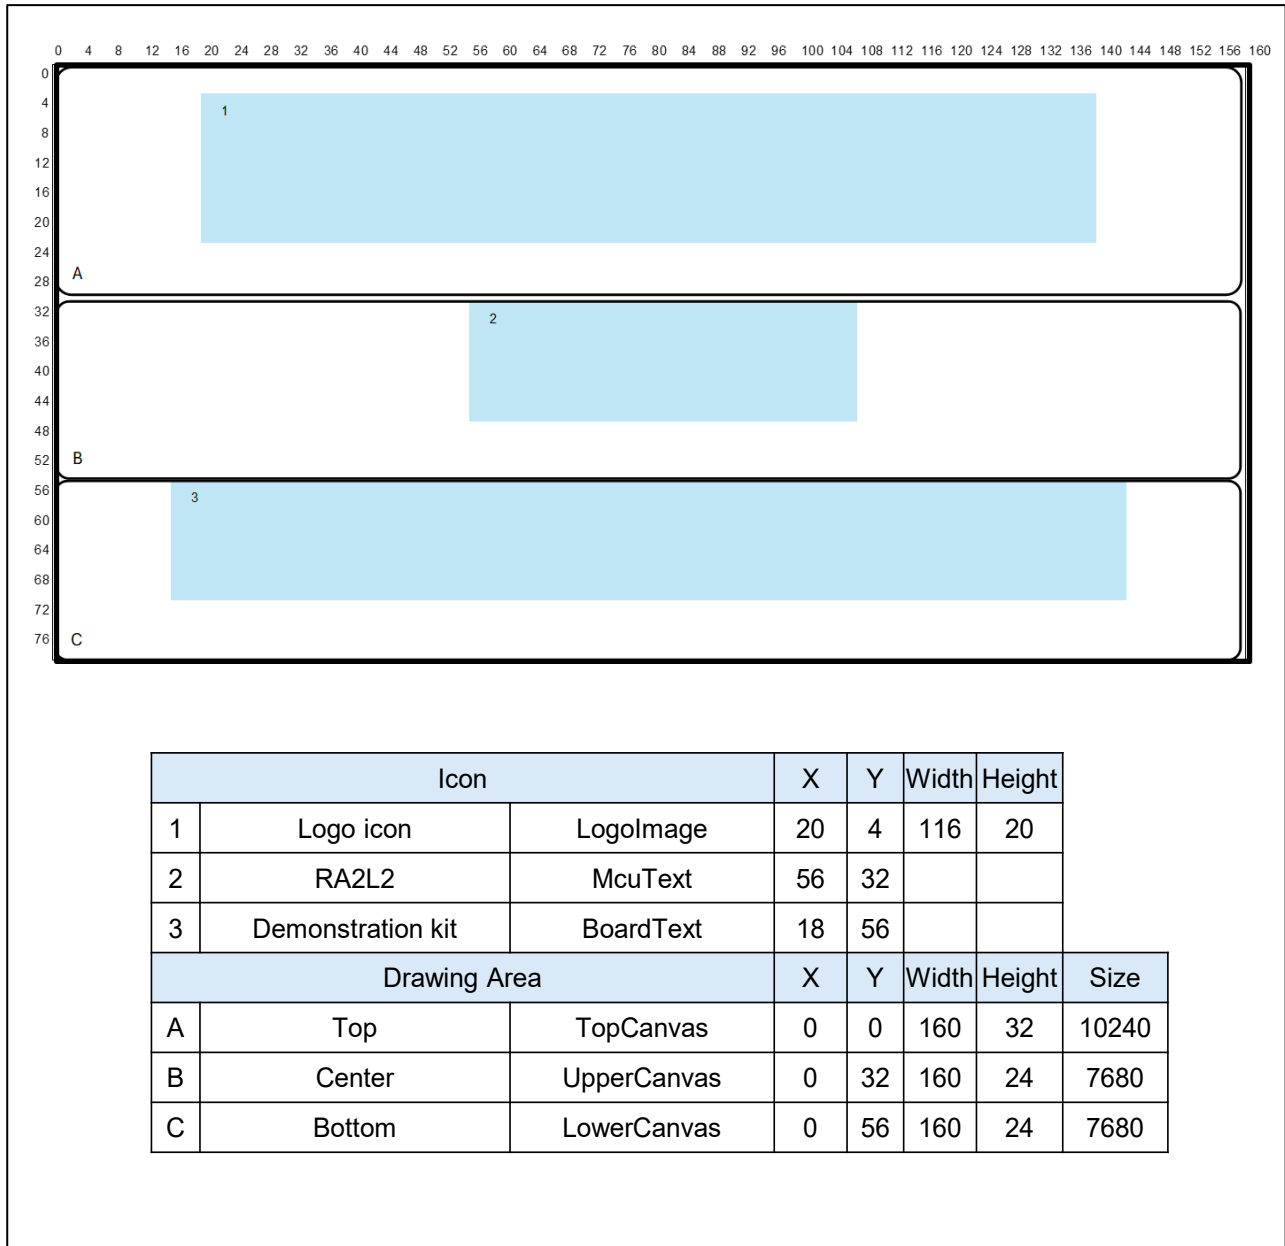 0 4 8 12 16 20 24 28 32 36 40 44 48 52 56 60 64 68 72 76 80 84 88 92 96 100 104 108 112 116 120 124 128 132 136 140 144 148 152 156 160
0
4
1
8
12
16
20
24
A
28
32
2
36
40
44
48
B
52
56
3
60
64
68
72
76
C
Icon X Y Width Height
1 Logo icon LogoImage 20 4 116 20
2 RA2L2 McuText 56 32
3 Demonstration kit BoardText 18 56
Drawing Area X Y Width Height Size
A Top TopCanvas 0 0 160 32 10240
B Center UpperCanvas 0 32 160 24 7680
C Bottom LowerCanvas 0 56 160 24 7680